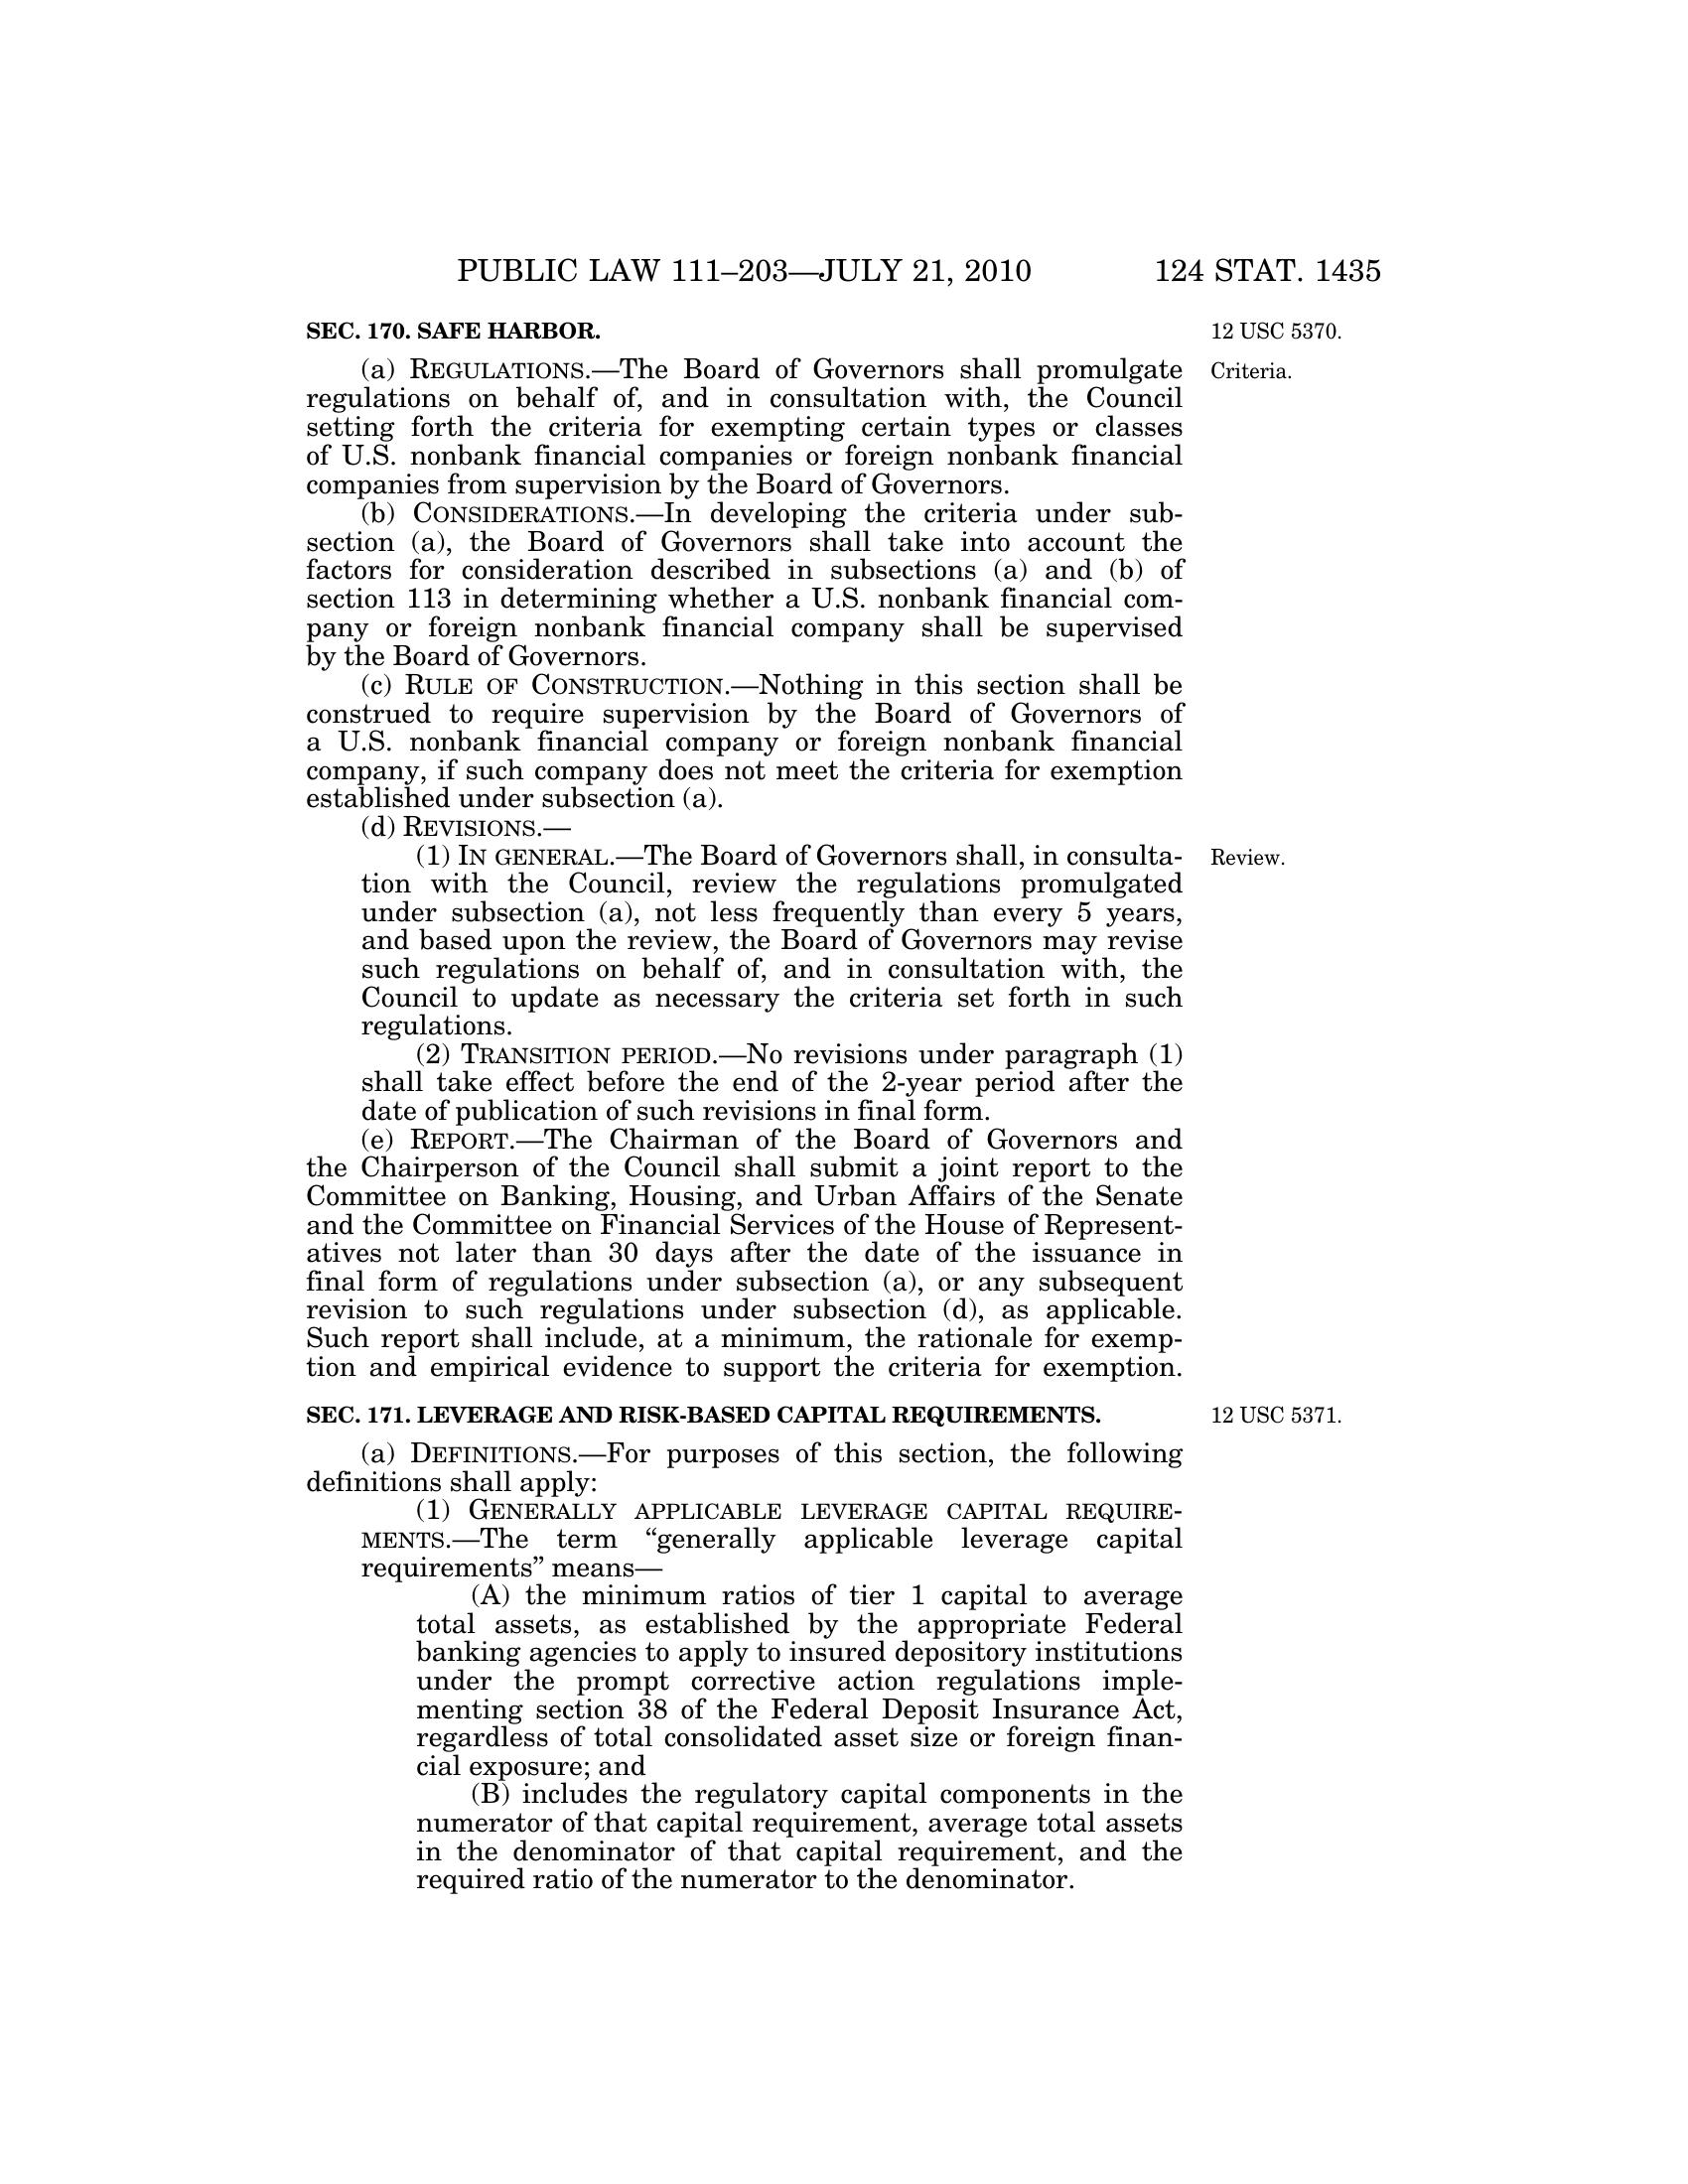 PUBLIC LAW 111–203—JULY 21, 2010 124 STAT. 1435
SEC. 170. SAFE HARBOR. 12 USC 5370.
(a) REGULATIONS.—The Board of Governors shall promulgate Criteria.
regulations on behalf of, and in consultation with, the Council
setting forth the criteria for exempting certain types or classes
of U.S. nonbank financial companies or foreign nonbank financial
companies from supervision by the Board of Governors.
(b) CONSIDERATIONS.—In developing the criteria under sub-
section (a), the Board of Governors shall take into account the
factors for consideration described in subsections (a) and (b) of
section 113 in determining whether a U.S. nonbank financial com-
pany or foreign nonbank financial company shall be supervised
by the Board of Governors.
(c) RULE OF CONSTRUCTION.—Nothing in this section shall be
construed to require supervision by the Board of Governors of
a U.S. nonbank financial company or foreign nonbank financial
company, if such company does not meet the criteria for exemption
established under subsection (a).
(d) REVISIONS.—
(1) IN GENERAL.—The Board of Governors shall, in consulta- Review.
tion with the Council, review the regulations promulgated
under subsection (a), not less frequently than every 5 years,
and based upon the review, the Board of Governors may revise
such regulations on behalf of, and in consultation with, the
Council to update as necessary the criteria set forth in such
regulations.
(2) TRANSITION PERIOD.—No revisions under paragraph (1)
shall take effect before the end of the 2-year period after the
date of publication of such revisions in final form.
(e) REPORT.—The Chairman of the Board of Governors and
the Chairperson of the Council shall submit a joint report to the
Committee on Banking, Housing, and Urban Affairs of the Senate
and the Committee on Financial Services of the House of Represent-
atives not later than 30 days after the date of the issuance in
final form of regulations under subsection (a), or any subsequent
revision to such regulations under subsection (d), as applicable.
Such report shall include, at a minimum, the rationale for exemp-
tion and empirical evidence to support the criteria for exemption.
SEC. 171. LEVERAGE AND RISK-BASED CAPITAL REQUIREMENTS. 12 USC 5371.
(a) DEFINITIONS.—For purposes of this section, the following
definitions shall apply:
(1) GENERALLY APPLICABLE LEVERAGE CAPITAL REQUIRE-
MENTS.—The term “generally applicable leverage capital
requirements” means—
(A) the minimum ratios of tier 1 capital to average
total assets, as established by the appropriate Federal
banking agencies to apply to insured depository institutions
under the prompt corrective action regulations imple-
menting section 38 of the Federal Deposit Insurance Act,
regardless of total consolidated asset size or foreign finan-
cial exposure; and
(B) includes the regulatory capital components in the
numerator of that capital requirement, average total assets
in the denominator of that capital requirement, and the
required ratio of the numerator to the denominator.